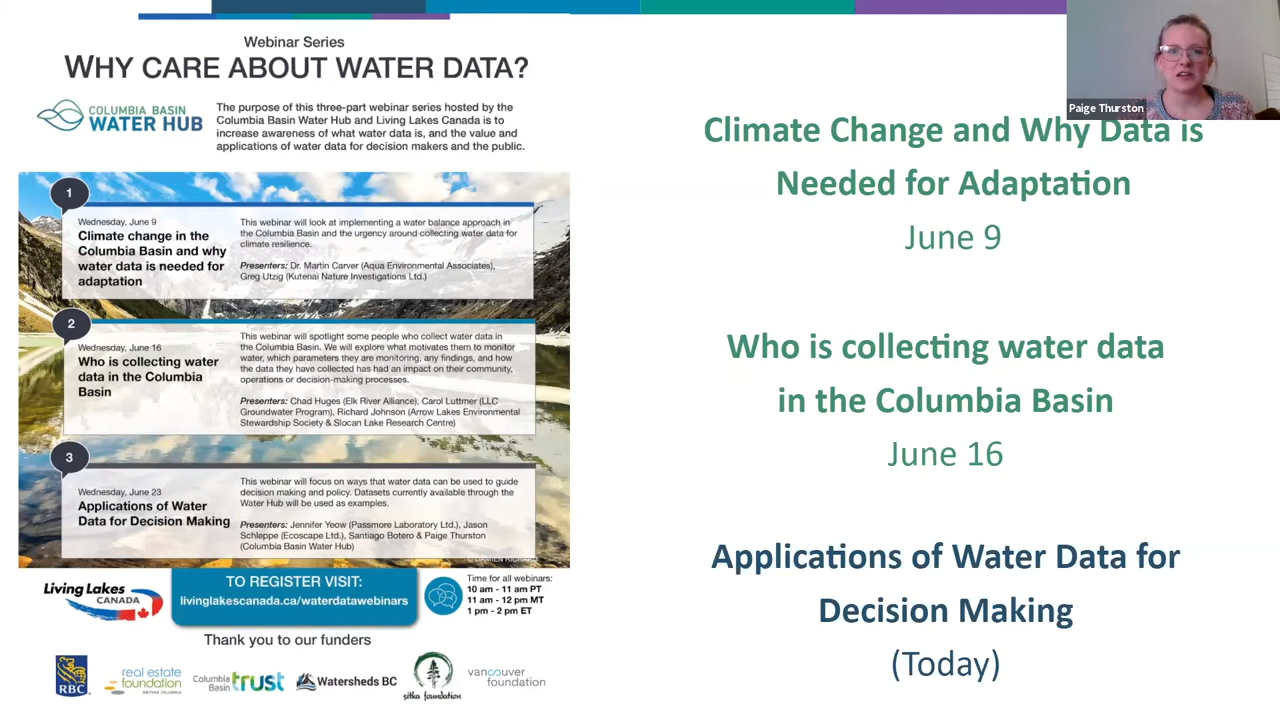 Webinar Series
WHY CARE ABOUT WATER DATA?
COLUMBIA BASIN
WATER HUB
The purpose of this three-part webinar series hosted by the
Columbia Basin Water Hub and Living Lakes Canada is to
increase awareness of what water data is, and the value and
applications of water data for decision makers and the public.
1
Wednesday, June 9
Climate change in the
Columbia Basin and why
water data is needed for
adaptation
This webinar will look at implementing a water balance approach in
the Columbia Basin and the urgency around collecting water data for
climate resilience.
Presenters: Dr. Martin Carver (Aqua Environmental Associates),
Greg Utzig (Kutenai Nature Investigations Ltd.)
2
Wednesday, June 16
Who is collecting water
data in the Columbia
Basin
This webinar will spotlight some people who collect water data in
the Columbia Basin. We will explore what motivates them to monitor
water, which parameters they are monitoring, any findings, and how
the data they have collected has had an impact on their community,
operations or decision-making processes.
Presenters: Chad Huges (Elk River Alliance), Carol Luttmer (LLC
Groundwater Program), Richard Johnson (Arrow Lakes Environmental
Stewardship Society & Slocan Lake Research Centre)
3
Wednesday, June 23
Applications of Water
Data for Decision Making
This webinar will focus on ways that water data can be used to guide
decision making and policy. Datasets currently available through the
Water Hub will be used as examples.
Presenters: Jennifer Yeow (Passmore Laboratory Ltd.), Jason
Schleppe (Ecoscape Ltd.), Santiago Botero & Paige Thurston
(Columbia Basin Water Hub)
© DAMIEN RICHARD
Living Lakes
CANADA
TO REGISTER VISIT:
livinglakescanada.ca/waterdatawebinars
Time for all webinars:
10 am - 11 am PT
11 am - 12 pm MT
1 pm - 2 pm ET
Thank you to our funders
RBC
real estate
foundation
BRITISH COLUMBIA
Columbia
Basin trust
Watersheds BC
sitka foundation
vancouver
foundation
Paige Thurston
Climate Change and Why Data is
Needed for Adaptation
June 9
Who is collecting water data
in the Columbia Basin
June 16
Applications of Water Data for
Decision Making
(Today)